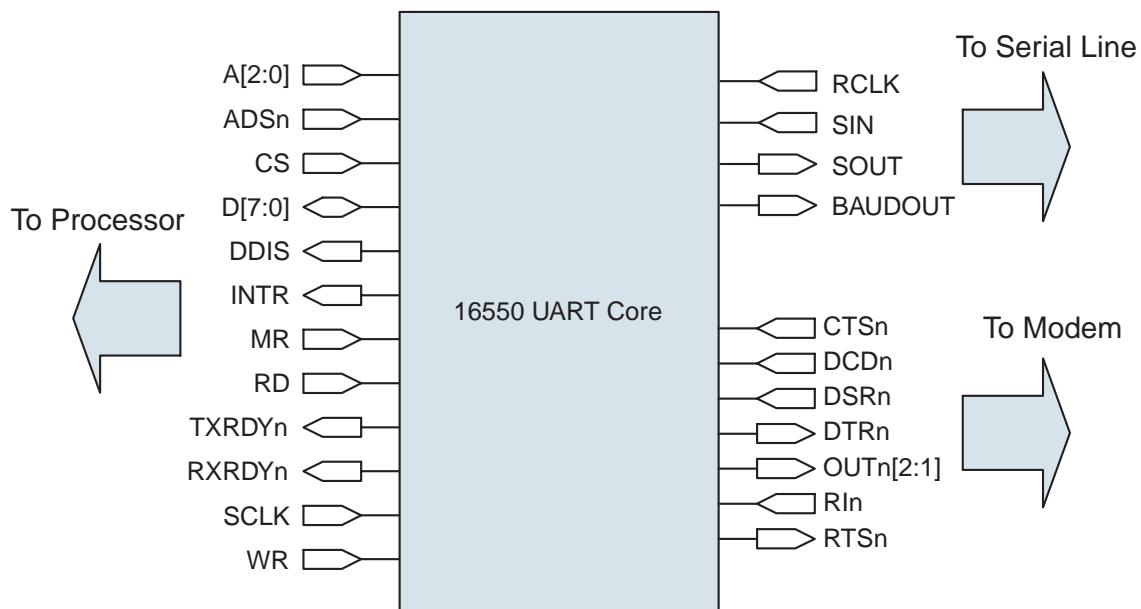 To Processor
A[2:0]
ADSn
CS
D[7:0]
DDIS
INTR
MR
RD
TXRDYn
RXRDYn
SCLK
WR
16550 UART Core
To Serial Line
RCLK
SIN
SOUT
BAUDOUT
To Modem
CTSn
DCDn
DSRn
DTRn
OUTn[2:1]
RIn
RTSn